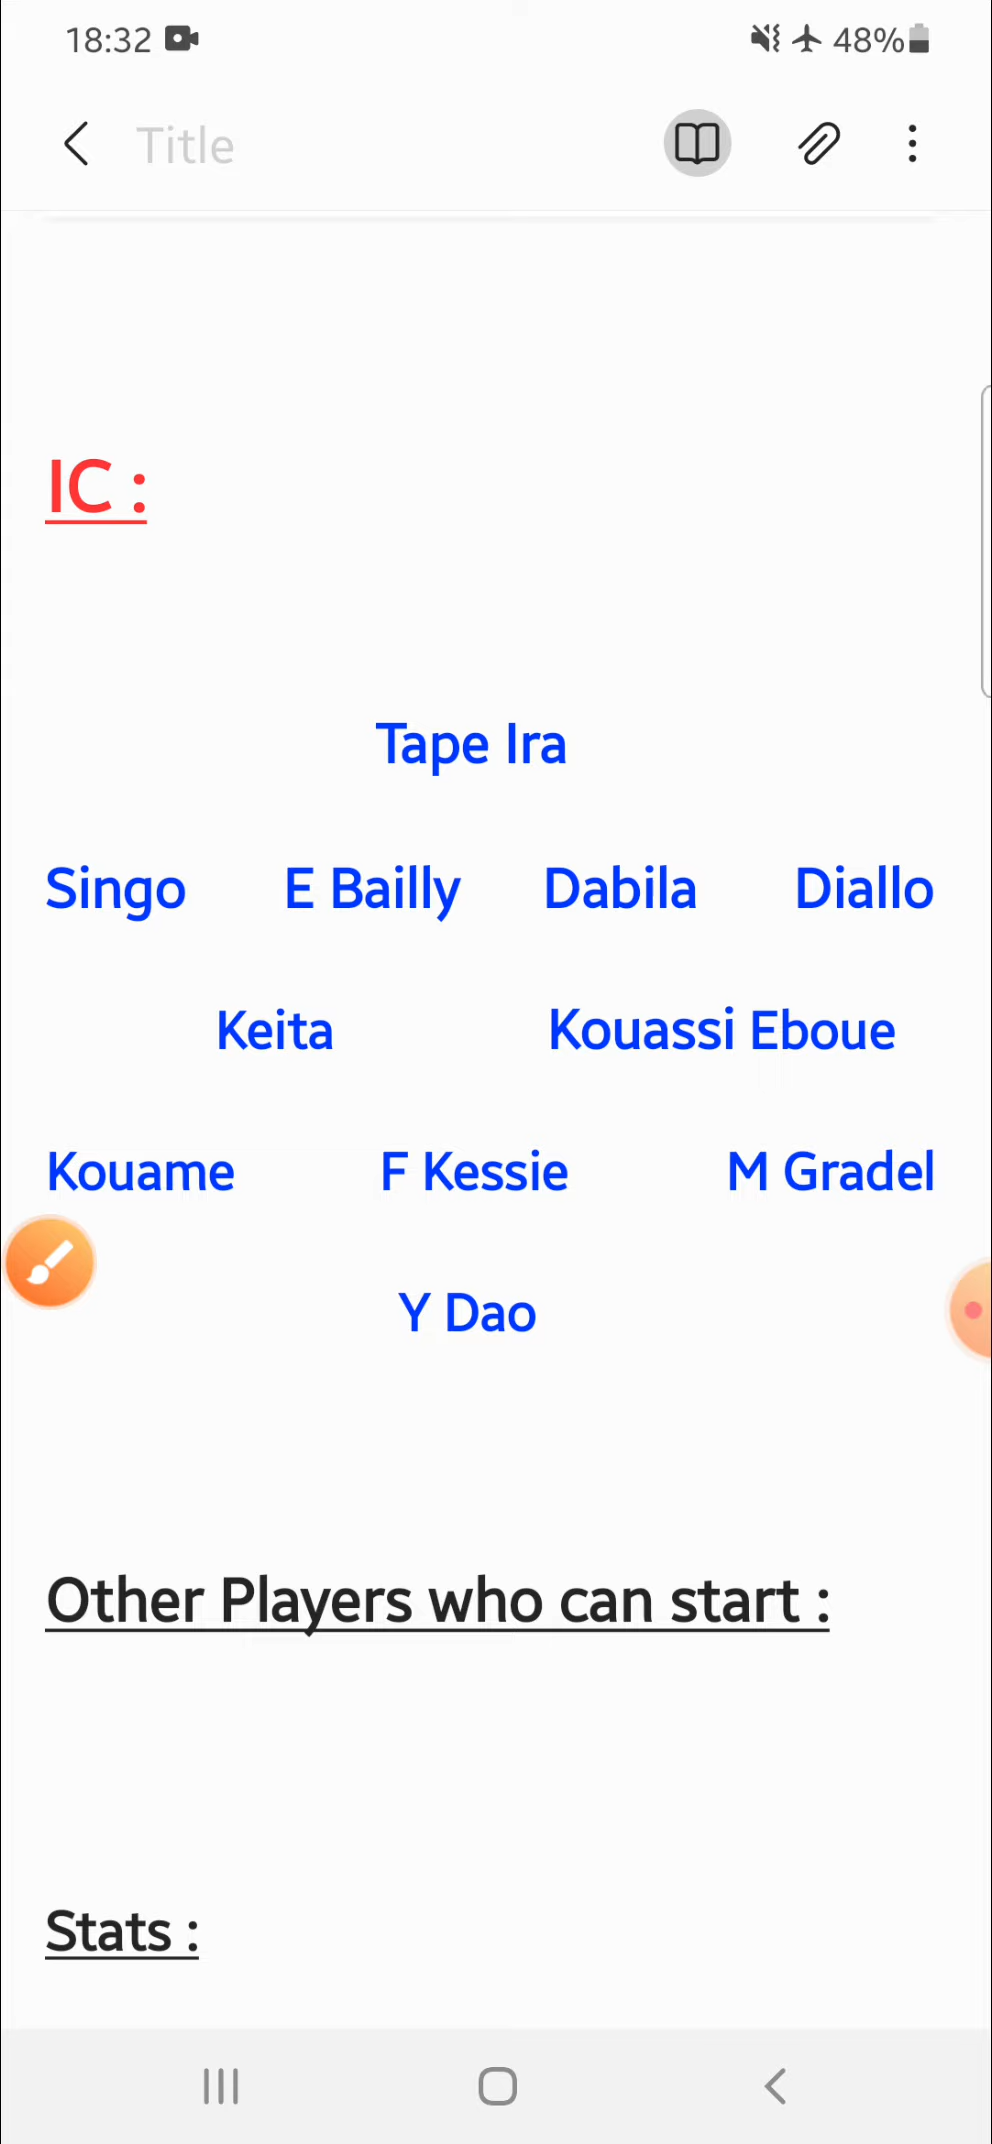 18:32 48%
Title
IC :
Tape Ira
Singo E Bailly Dabila Diallo
Keita Kouassi Eboue
Kouame F Kessie M Gradel
Y Dao
Other Players who can start :
Stats :